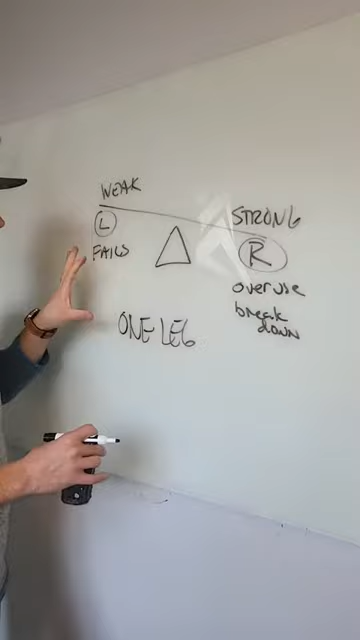 WEAK
STRONG
L
R
FAILS
overuse
break
down
ONE LEG